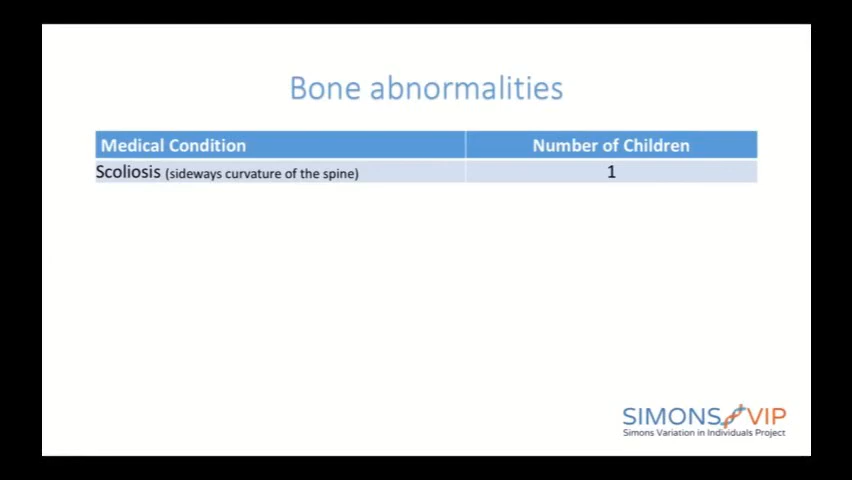 Bone abnormalities
Medical Condition Number of Children
Scoliosis (sideways curvature of the spine) 1
SIMONS VIP
Simons Variation in Individuals Project